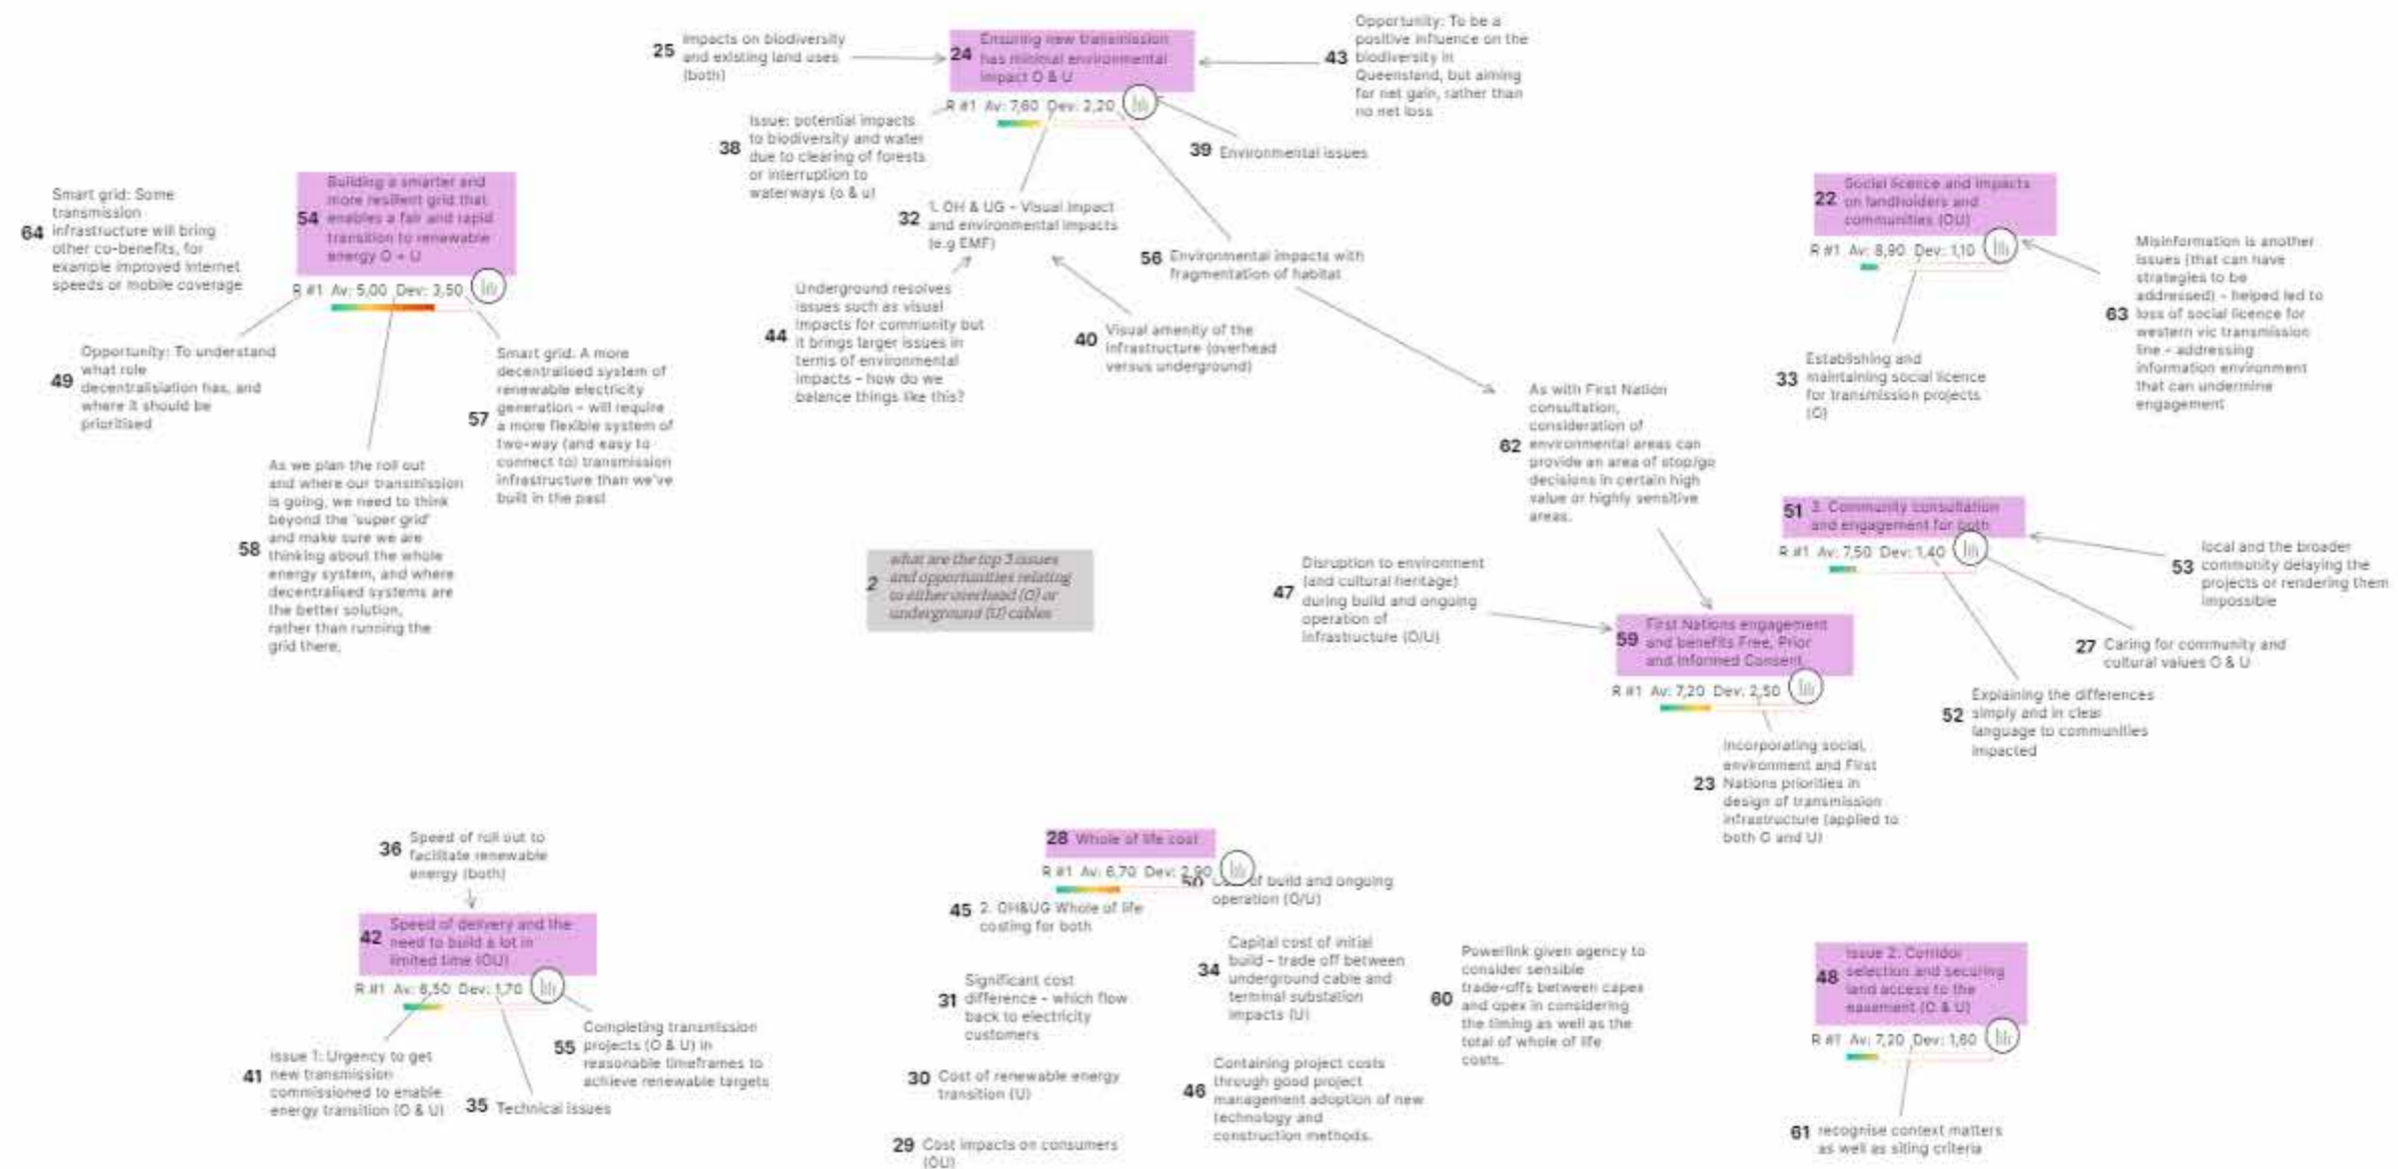 25 Impacts on biodiversity
and existing land uses
(both)
24 Ensuring new transmission
has minimal environmental
impact O & U
R #1 Av: 7,60 Dev: 2,20
43 Opportunity: To be a
positive influence on the
biodiversity in
Queensland, but aiming
for net gain, rather than
no net loss
38 Issue: potential impacts
to biodiversity and water
due to clearing of forests
or interruption to
waterways (o & u)
39 Environmental issues
32 1. OH & UG - Visual Impact
and environmental impacts
(e.g EMF)
56 Environmental impacts with
fragmentation of habitat
44 Underground resolves
issues such as visual
impacts for community but
it brings larger issues in
terms of environmental
impacts - how do we
balance things like this?
40 Visual amenity of the
infrastructure (overhead
versus underground)
64 Smart grid: Some
transmission
infrastructure will bring
other co-benefits, for
example improved internet
speeds or mobile coverage
54 Building a smarter and
more resilient grid that
enables a fair and rapid
transition to renewable
energy O + U
R #1 Av: 5,00 Dev: 3,50
49 Opportunity: To understand
what role
decentralisiation has, and
where it should be
prioritised
57 Smart grid: A more
decentralised system of
renewable electricity
generation - will require
a more flexible system of
two-way (and easy to
connect to) transmission
infrastructure than we've
built in the past
58 As we plan the roll out
and where our transmission
is going, we need to think
beyond the 'super grid'
and make sure we are
thinking about the whole
energy system, and where
decentralised systems are
the better solution,
rather than running the
grid there.
22 Social licence and impacts
on landholders and
communities (OU)
R #1 Av: 8,90 Dev: 1,10
63 Misinformation is another
issues (that can have
strategies to be
addressed) - helped led to
loss of social licence for
western vic transmission
line - addressing
information environment
that can undermine
engagement
33 Establishing and
maintaining social licence
for transmission projects
(O)
62 As with First Nation
consultation,
consideration of
environmental areas can
provide an area of stop/go
decisions in certain high
value or highly sensitive
areas.
51 3. Community consultation
and engagement for both
R #1 Av: 7,50 Dev: 1,40
53 local and the broader
community delaying the
projects or rendering them
impossible
27 Caring for community and
cultural values O & U
52 Explaining the differences
simply and in clear
language to communities
impacted
2 what are the top 3 issues
and opportunities relating
to either overhead (O) or
underground (U) cables
47 Disruption to environment
(and cultural heritage)
during build and ongoing
operation of
infrastructure (O/U)
59 First Nations engagement
and benefits Free, Prior
and Informed Consent
R #1 Av: 7,20 Dev: 2,50
23 Incorporating social,
environment and First
Nations priorities in
design of transmission
infrastructure (applied to
both O and U)
36 Speed of roll out to
facilitate renewable
energy (both)
42 Speed of delivery and the
need to build a lot in
limited time (OU)
R #1 Av: 8,50 Dev: 1,70
41 Issue 1: Urgency to get
new transmission
commissioned to enable
energy transition (O & U)
35 Technical issues
55 Completing transmission
projects (O & U) in
reasonable timeframes to
achieve renewable targets
28 Whole of life cost
R #1 Av: 6,70 Dev: 2,90
50 of build and ongoing
operation (O/U)
45 2. OH&UG Whole of life
costing for both
34 Capital cost of initial
build - trade off between
underground cable and
terminal substation
impacts (U)
31 Significant cost
difference - which flow
back to electricity
customers
60 Powerlink given agency to
consider sensible
trade-offs between capex
and opex in considering
the timing as well as the
total of whole of life
costs.
30 Cost of renewable energy
transition (U)
46 Containing project costs
through good project
management adoption of new
technology and
construction methods.
29 Cost impacts on consumers
(OU)
48 Issue 2: Corridor
selection and securing
land access to the
easement (O & U)
R #1 Av: 7,20 Dev: 1,60
61 recognise context matters
as well as siting criteria